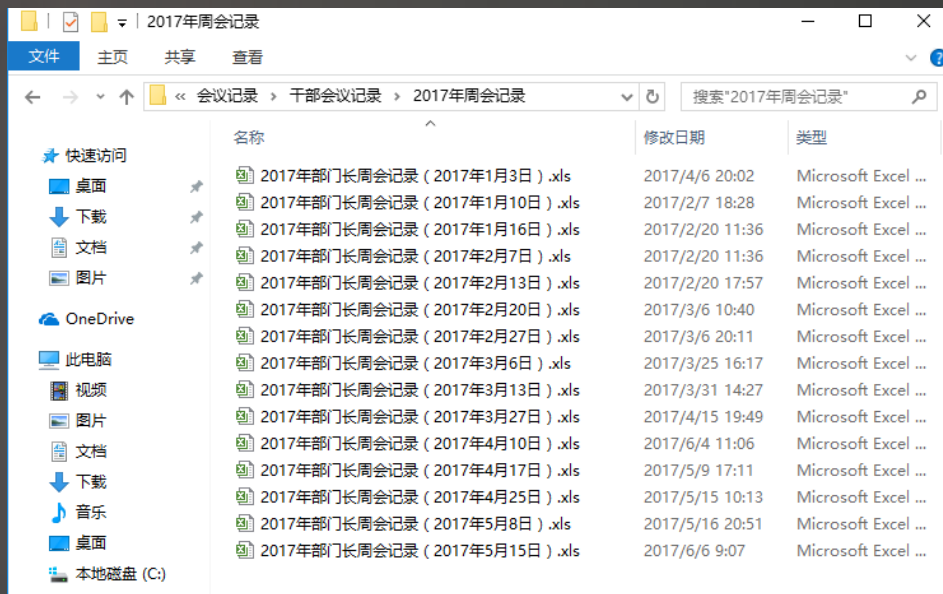 2017年周会记录
文件 主页 共享 查看
« 会议记录 › 干部会议记录 › 2017年周会记录 搜索"2017年周会记录"
名称 修改日期 类型
快速访问
桌面
下载
文档
图片
OneDrive
此电脑
视频
图片
文档
下载
音乐
桌面
本地磁盘 (C:)
2017年部门长周会记录（2017年1月3日）.xls 2017/4/6 20:02 Microsoft Excel ...
2017年部门长周会记录（2017年1月10日）.xls 2017/2/7 18:28 Microsoft Excel ...
2017年部门长周会记录（2017年1月16日）.xls 2017/2/20 11:36 Microsoft Excel ...
2017年部门长周会记录（2017年2月7日）.xls 2017/2/20 11:36 Microsoft Excel ...
2017年部门长周会记录（2017年2月13日）.xls 2017/2/20 17:57 Microsoft Excel ...
2017年部门长周会记录（2017年2月20日）.xls 2017/3/6 10:40 Microsoft Excel ...
2017年部门长周会记录（2017年2月27日）.xls 2017/3/6 20:11 Microsoft Excel ...
2017年部门长周会记录（2017年3月6日）.xls 2017/3/25 16:17 Microsoft Excel ...
2017年部门长周会记录（2017年3月13日）.xls 2017/3/31 14:27 Microsoft Excel ...
2017年部门长周会记录（2017年3月27日）.xls 2017/4/15 19:49 Microsoft Excel ...
2017年部门长周会记录（2017年4月10日）.xls 2017/6/4 11:06 Microsoft Excel ...
2017年部门长周会记录（2017年4月17日）.xls 2017/5/9 17:11 Microsoft Excel ...
2017年部门长周会记录（2017年4月25日）.xls 2017/5/15 10:13 Microsoft Excel ...
2017年部门长周会记录（2017年5月8日）.xls 2017/5/16 20:51 Microsoft Excel ...
2017年部门长周会记录（2017年5月15日）.xls 2017/6/6 9:07 Microsoft Excel ...